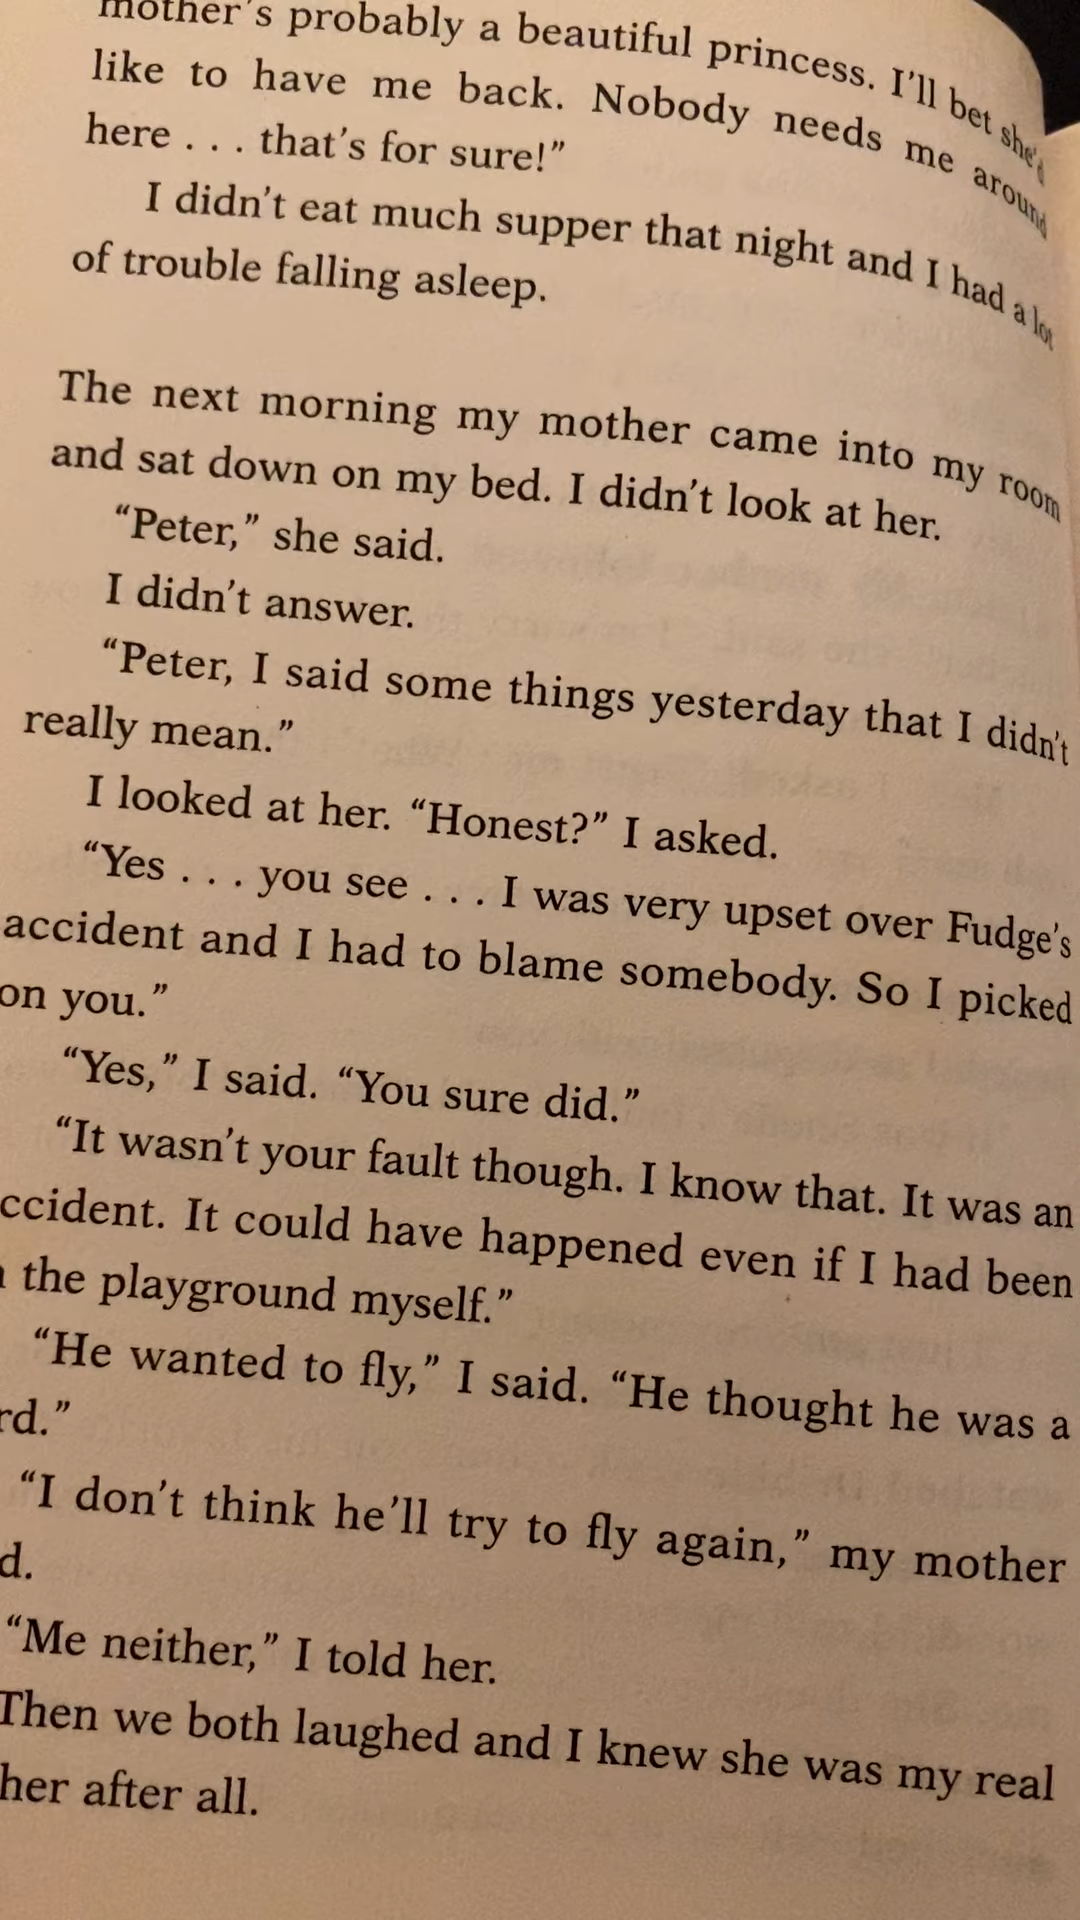 mother's probably a beautiful princess. I'll bet she'd
like to have me back. Nobody needs me around
here . . . that's for sure!”
I didn't eat much supper that night and I had a lot
of trouble falling asleep.
The next morning my mother came into my room
and sat down on my bed. I didn't look at her.
“Peter,” she said.
I didn't answer.
“Peter, I said some things yesterday that I didn't
really mean.”
I looked at her. “Honest?” I asked.
“Yes . . . you see . . . I was very upset over Fudge's
accident and I had to blame somebody. So I picked
on you.”
“Yes,” I said. “You sure did.”
“It wasn't your fault though. I know that. It was an
ccident. It could have happened even if I had been
the playground myself.”
“He wanted to fly,” I said. “He thought he was a
rd.”
“I don't think he'll try to fly again,” my mother
d.
“Me neither,” I told her.
Then we both laughed and I knew she was my real
her after all.